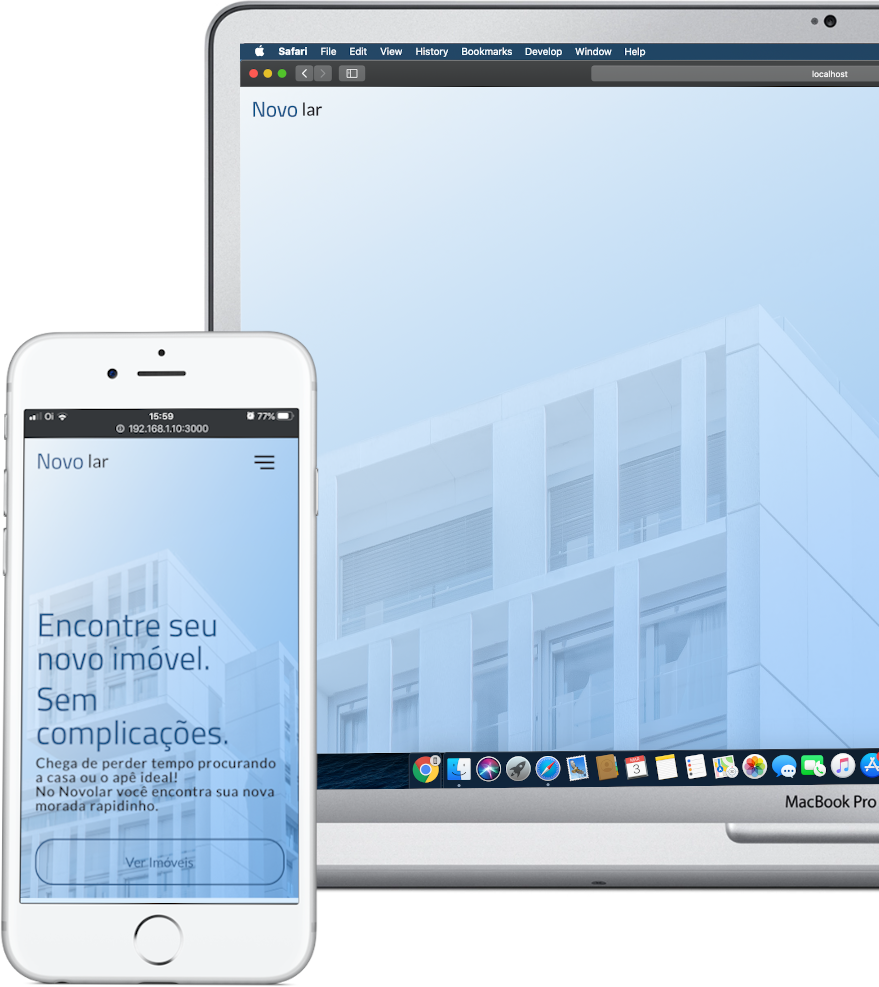 Safari File Edit View History Bookmarks Develop Window Help
localhost
Novo lar
MAR
3
MacBook Pro
Oi 15:59 77%
192.168.1.10:3000
Novo lar
Encontre seu
novo imóvel.
Sem
complicações.
Chega de perder tempo procurando
a casa ou o apê ideal!
No Novolar você encontra sua nova
morada rapidinho.
Ver Imóveis